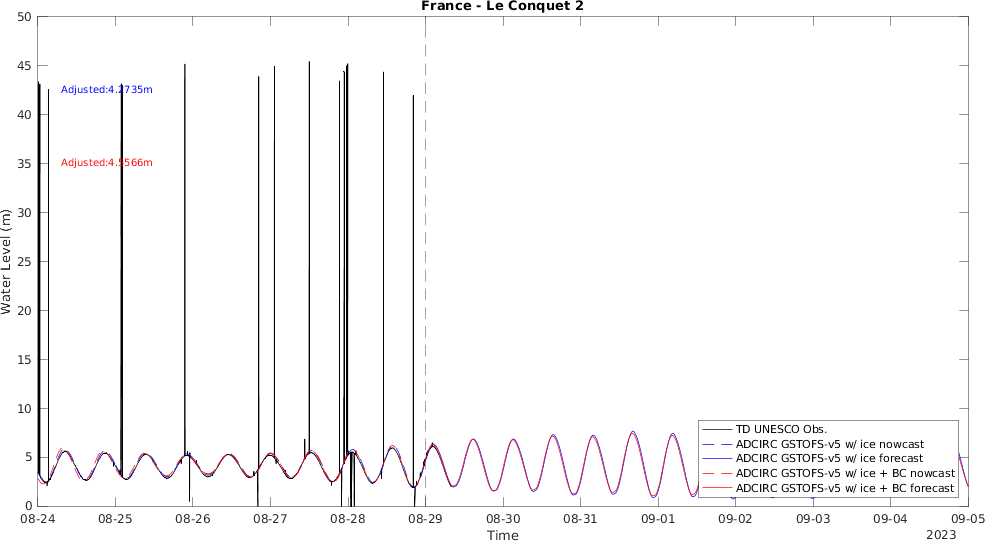 France - Le Conquet 2
50
45
40
35
30
25
20
15
10
5
0
Water Level (m)
Adjusted:4.2735m
Adjusted:4.5566m
TD UNESCO Obs.
ADCIRC GSTOFS-v5 w/ ice nowcast
ADCIRC GSTOFS-v5 w/ ice forecast
ADCIRC GSTOFS-v5 w/ ice + BC nowcast
ADCIRC GSTOFS-v5 w/ ice + BC forecast
08-24 08-25 08-26 08-27 08-28 08-29 08-30 08-31 09-01 09-02 09-03 09-04 09-05
Time
2023